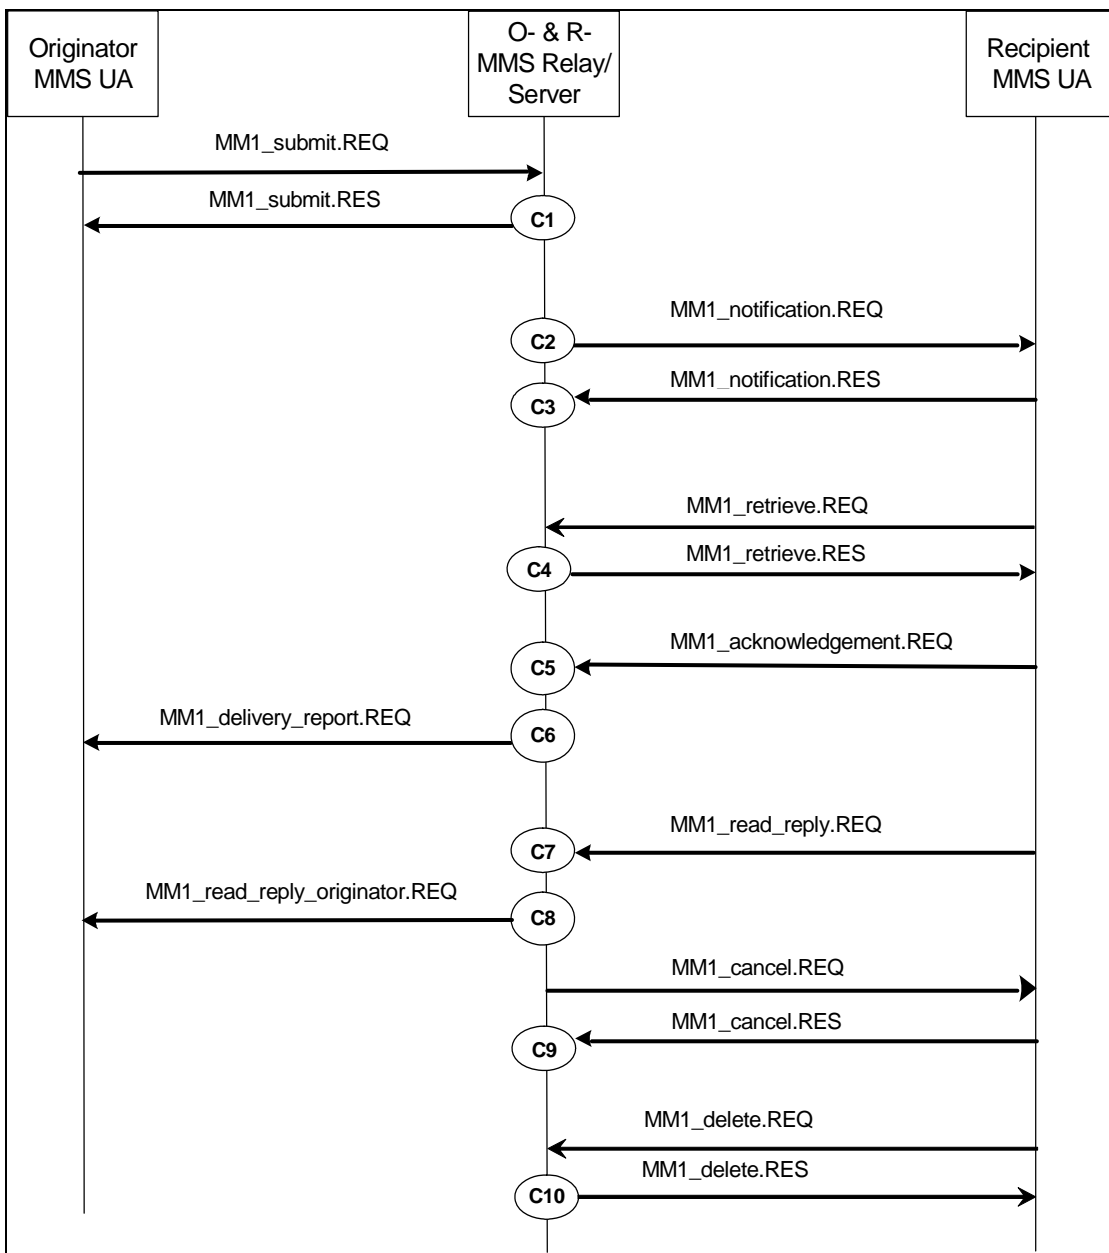 Originator
MMS UA
O- & R-
MMS Relay/
Server
Recipient
MMS UA
MM1_submit.REQ
MM1_submit.RES
C1
MM1_notification.REQ
C2
MM1_notification.RES
C3
MM1_retrieve.REQ
MM1_retrieve.RES
C4
MM1_acknowledgement.REQ
C5
MM1_delivery_report.REQ
C6
MM1_read_reply.REQ
C7
MM1_read_reply_originator.REQ
C8
MM1_cancel.REQ
MM1_cancel.RES
C9
MM1_delete.REQ
MM1_delete.RES
C10